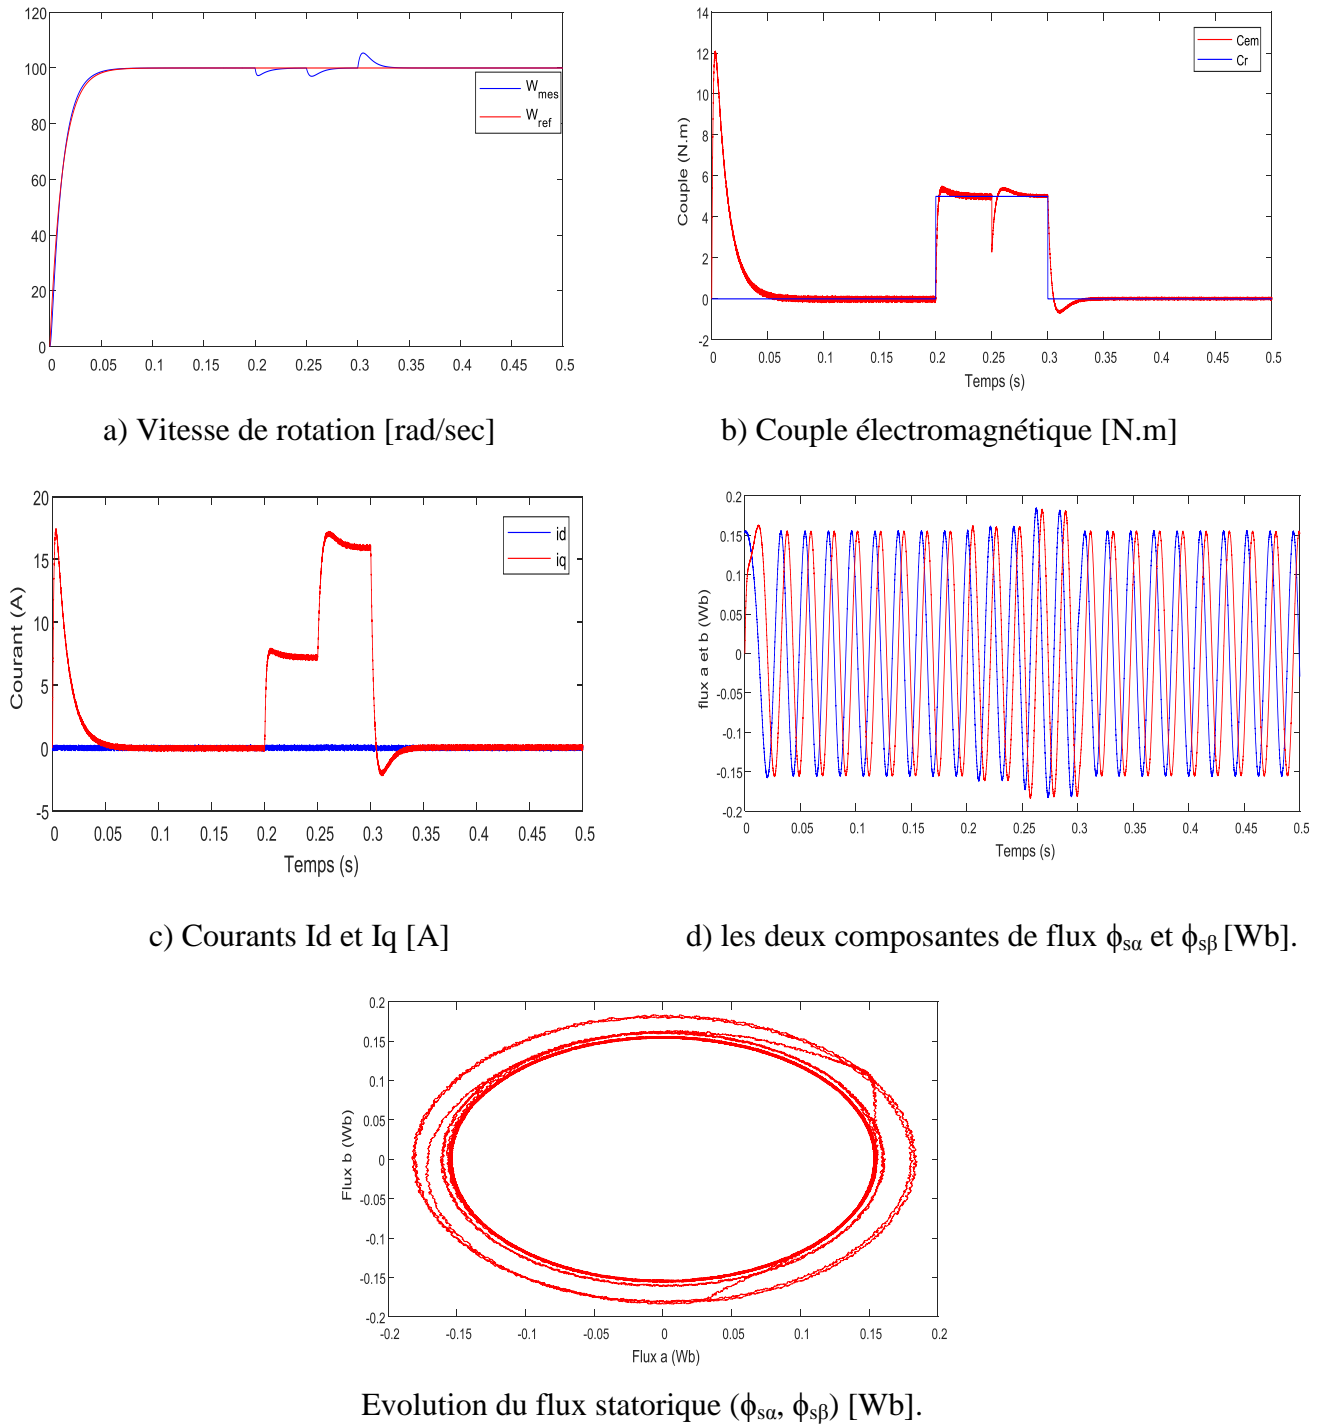 120
100
80
60
40
20
0
0 0.05 0.1 0.15 0.2 0.25 0.3 0.35 0.4 0.45 0.5
W_mes
W_ref
a) Vitesse de rotation [rad/sec]
14
12
10
8
6
4
2
0
-2
Couple (N.m)
0 0.05 0.1 0.15 0.2 0.25 0.3 0.35 0.4 0.45 0.5
Temps (s)
Cem
Cr
b) Couple électromagnétique [N.m]
20
15
10
5
0
-5
Courant (A)
0 0.05 0.1 0.15 0.2 0.25 0.3 0.35 0.4 0.45 0.5
Temps (s)
id
iq
c) Courants Id et Iq [A]
0.2
0.15
0.1
0.05
0
-0.05
-0.1
-0.15
-0.2
flux a et b (Wb)
0 0.05 0.1 0.15 0.2 0.25 0.3 0.35 0.4 0.45 0.5
Temps (s)
d) les deux composantes de flux ϕsα et ϕsβ [Wb].
0.2
0.15
0.1
0.05
0
-0.05
-0.1
-0.15
-0.2
Flux b (Wb)
-0.2 -0.15 -0.1 -0.05 0 0.05 0.1 0.15 0.2
Flux a (Wb)
Evolution du flux statorique (ϕsα, ϕsβ) [Wb].